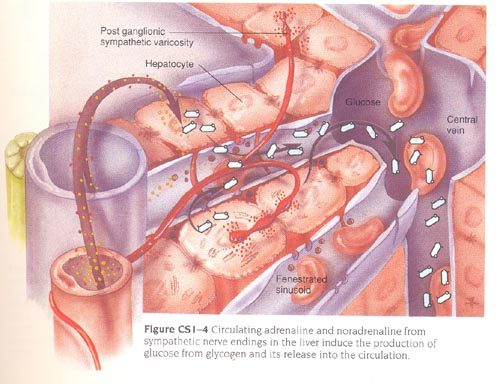 Post ganglionic
sympathetic varicosity
Hepatocyte
Glucose
Central
vein
Fenestrated
sinusoid
Figure CS1–4 Circulating adrenaline and noradrenaline from
sympathetic nerve endings in the liver induce the production of
glucose from glycogen and its release into the circulation.